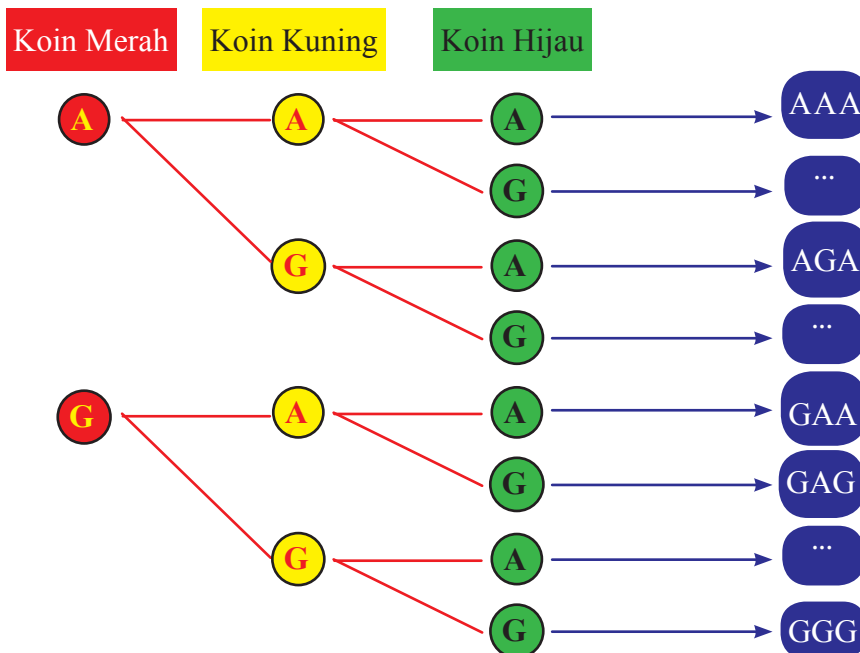 Koin Merah Koin Kuning Koin Hijau
A A A AAA
G ...
G A AGA
G ...
G A A GAA
G GAG
G A ...
G GGG